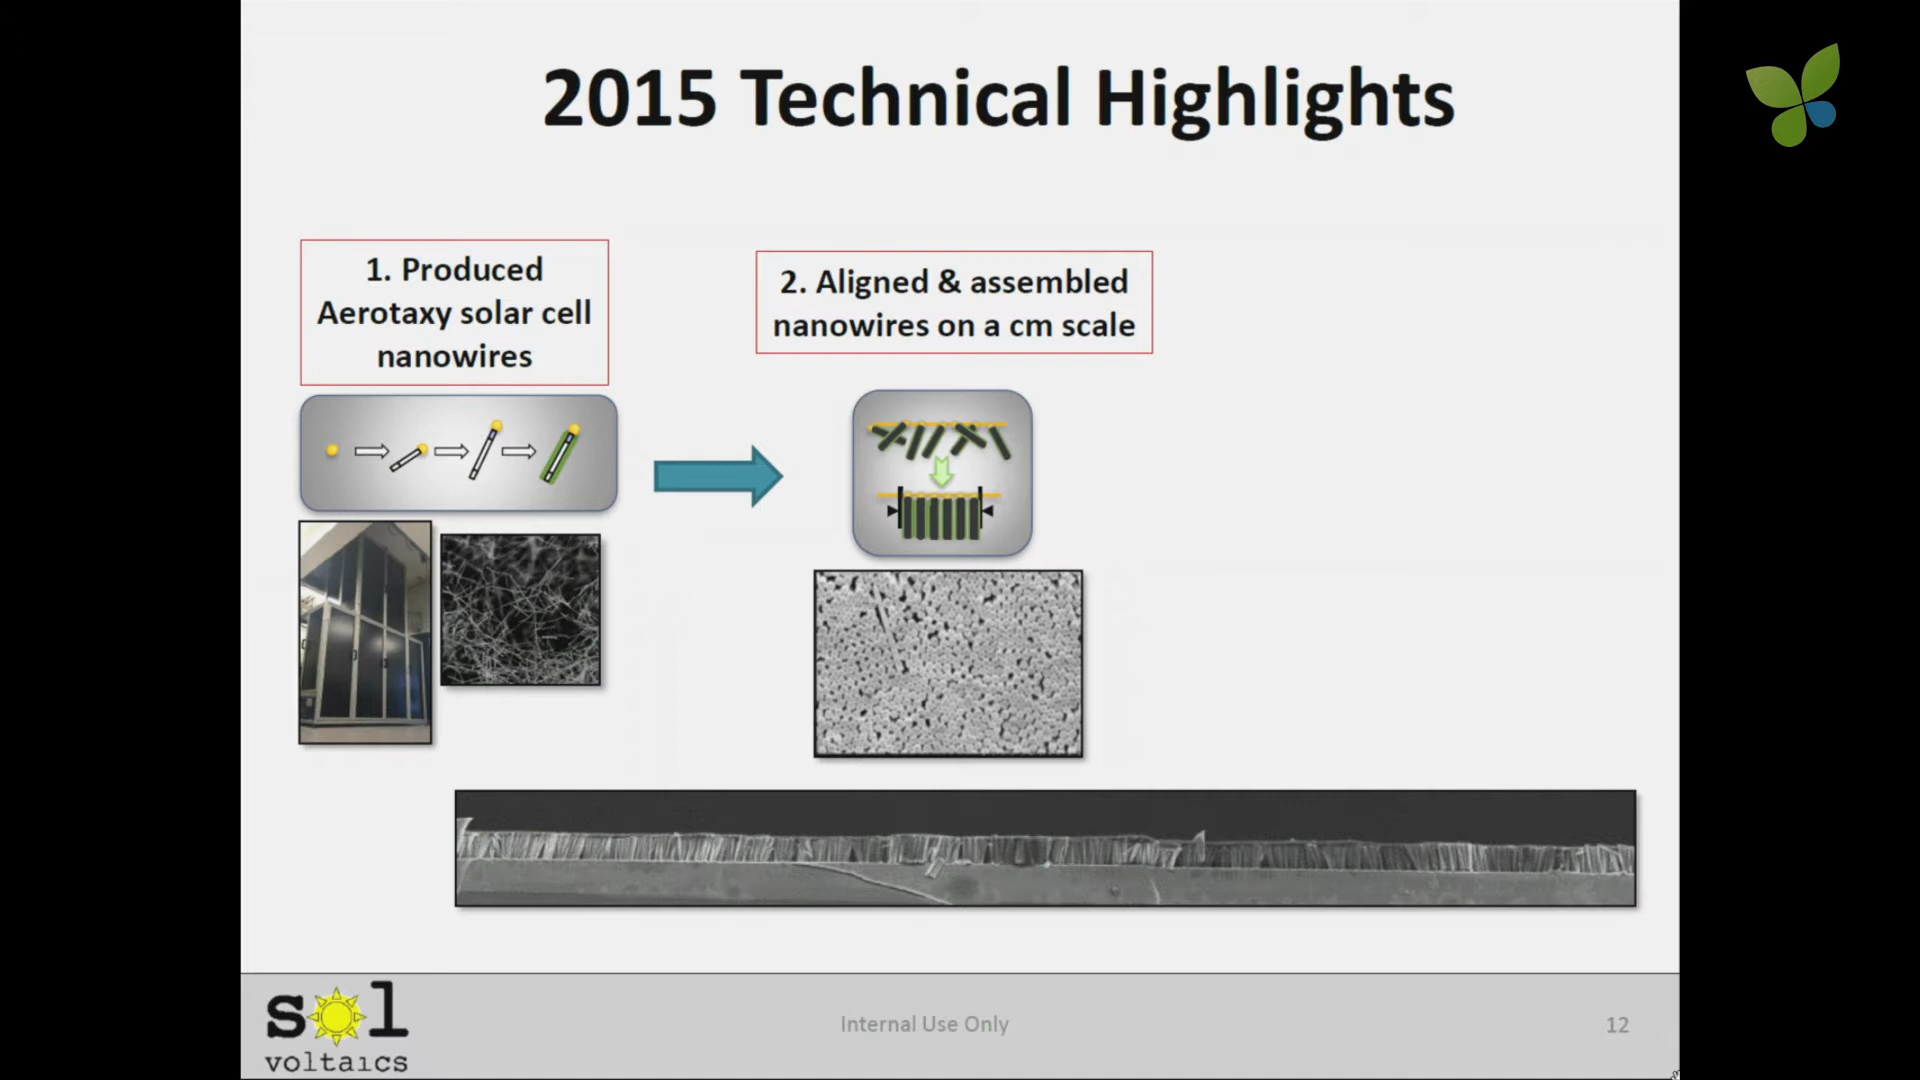 2015 Technical Highlights
1. Produced
Aerotaxy solar cell
nanowires
2. Aligned & assembled
nanowires on a cm scale
sol
voltaics
Internal Use Only
12